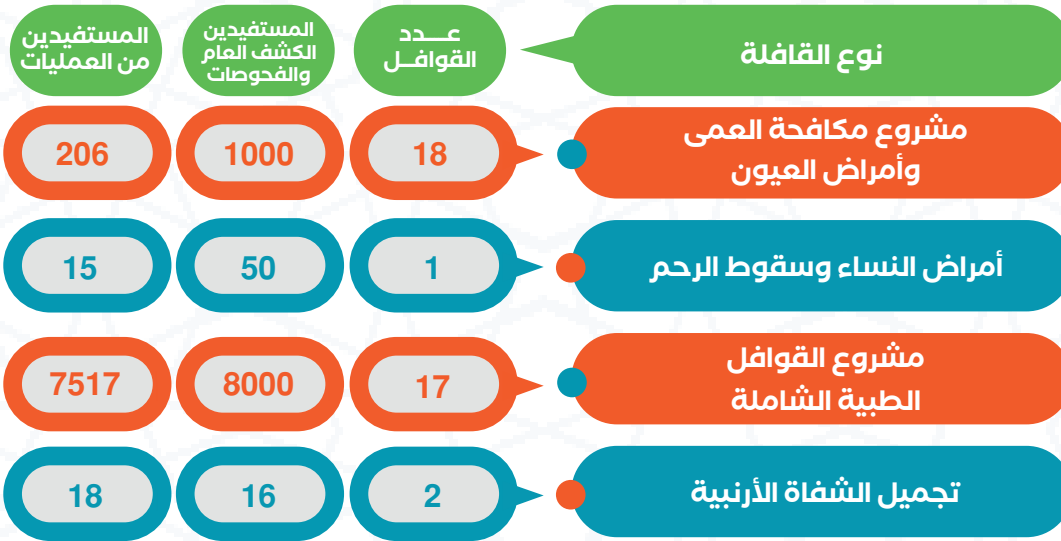 نوع القافلة
عـــدد
القوافــل
المستفيدين
الكشف العام
والفحوصات
المستفيدين
من العمليات
مشروع مكافحة العمى
وأمراض العيون
18
1000
206
أمراض النساء وسقوط الرحم
1
50
15
مشروع القوافل
الطبية الشاملة
17
8000
7517
تجميل الشفاة الأرنبية
2
16
18